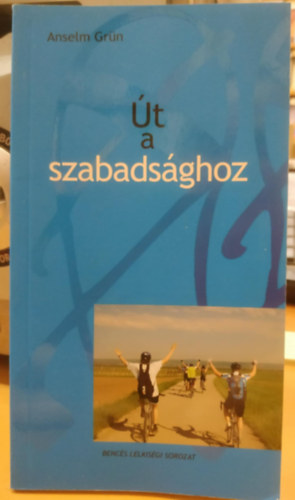 Anselm Grün
Út
a
szabadsághoz
BENCÉS LELKISÉGI SOROZAT